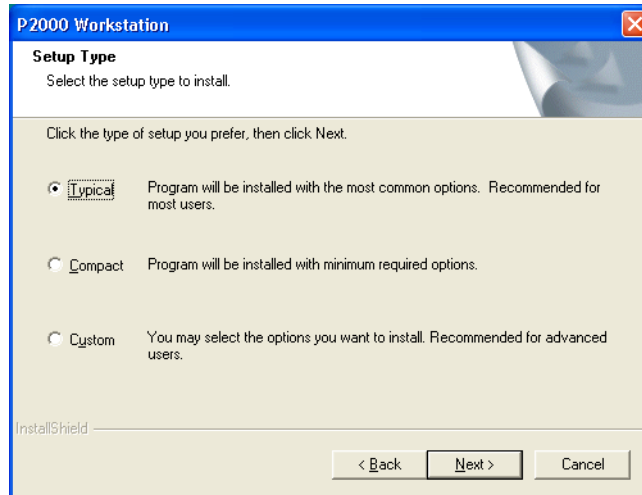 P2000 Workstation
Setup Type
Select the setup type to install.
Click the type of setup you prefer, then click Next.
Typical
Program will be installed with the most common options. Recommended for
most users.
Compact
Program will be installed with minimum required options.
Custom
You may select the options you want to install. Recommended for advanced
users.
InstallShield
< Back
Next >
Cancel